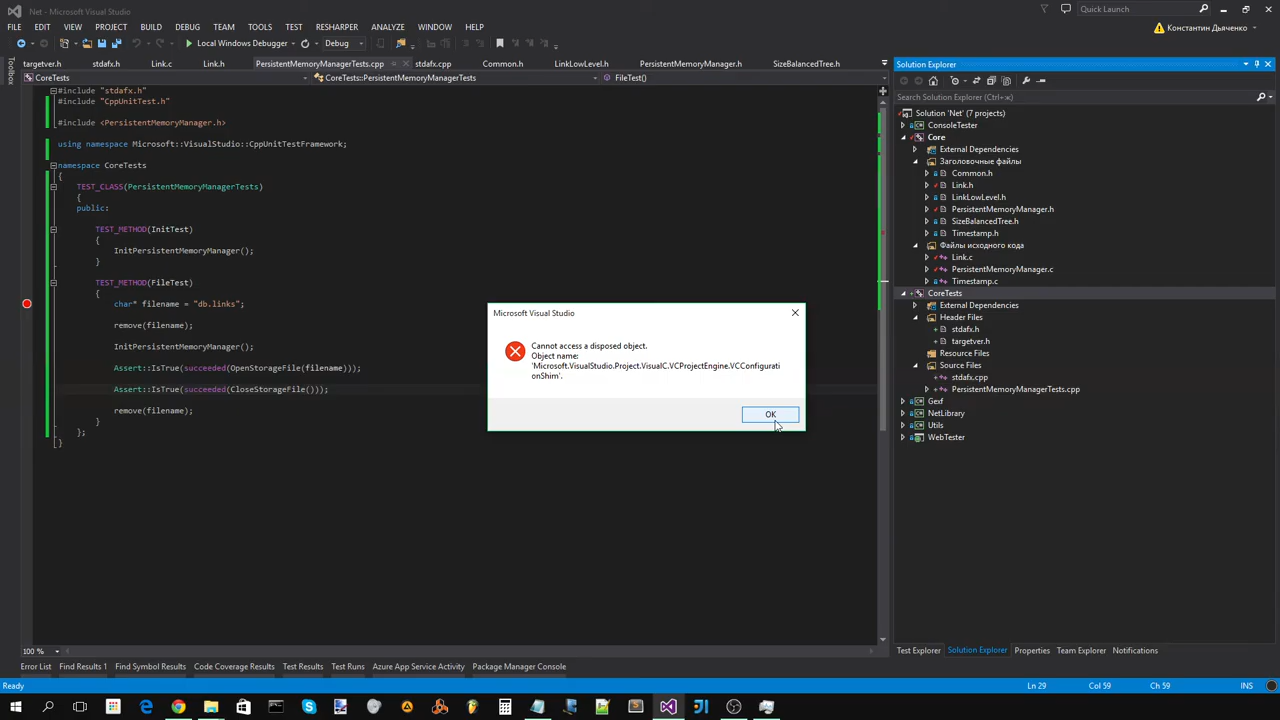 Net - Microsoft Visual Studio
Quick Launch
FILE EDIT VIEW PROJECT BUILD DEBUG TEAM TOOLS TEST RESHARPER ANALYZE WINDOW HELP
Константин Дьяченко
Local Windows Debugger Debug
Toolbox
targetver.h stdafx.h Link.c Link.h PersistentMemoryManagerTests.cpp stdafx.cpp Common.h LinkLowLevel.h PersistentMemoryManager.h SizeBalancedTree.h
CoreTests CoreTests::PersistentMemoryManagerTests FileTest()
#include "stdafx.h"
#include "CppUnitTest.h"
#include <PersistentMemoryManager.h>
using namespace Microsoft::VisualStudio::CppUnitTestFramework;
namespace CoreTests
{
TEST_CLASS(PersistentMemoryManagerTests)
{
public:
TEST_METHOD(InitTest)
{
InitPersistentMemoryManager();
}
TEST_METHOD(FileTest)
{
char* filename = "db.links";
remove(filename);
InitPersistentMemoryManager();
Assert::IsTrue(succeeded(OpenStorageFile(filename)));
Assert::IsTrue(succeeded(CloseStorageFile()));
remove(filename);
}
};
}
Microsoft Visual Studio
Cannot access a disposed object.
Object name:
'Microsoft.VisualStudio.Project.VisualC.VCProjectEngine.VCConfigurati
onShim'.
OK
Solution Explorer
Search Solution Explorer (Ctrl+ж)
Solution 'Net' (7 projects)
ConsoleTester
Core
External Dependencies
Заголовочные файлы
Common.h
Link.h
LinkLowLevel.h
PersistentMemoryManager.h
SizeBalancedTree.h
Timestamp.h
Файлы исходного кода
Link.c
PersistentMemoryManager.c
Timestamp.c
CoreTests
External Dependencies
Header Files
stdafx.h
targetver.h
Resource Files
Source Files
stdafx.cpp
PersistentMemoryManagerTests.cpp
Gexf
NetLibrary
Utils
WebTester
100 %
Test Explorer Solution Explorer Properties Team Explorer Notifications
Error List Find Results 1 Find Symbol Results Code Coverage Results Test Results Test Runs Azure App Service Activity Package Manager Console
Ready Ln 29 Col 59 Ch 59 INS